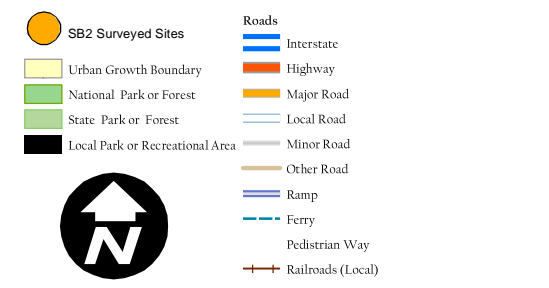 SB2 Surveyed Sites
Urban Growth Boundary
National Park or Forest
State Park or Forest
Local Park or Recreational Area
N
Roads
Interstate
Highway
Major Road
Local Road
Minor Road
Other Road
Ramp
Ferry
Pedistrian Way
Railroads (Local)